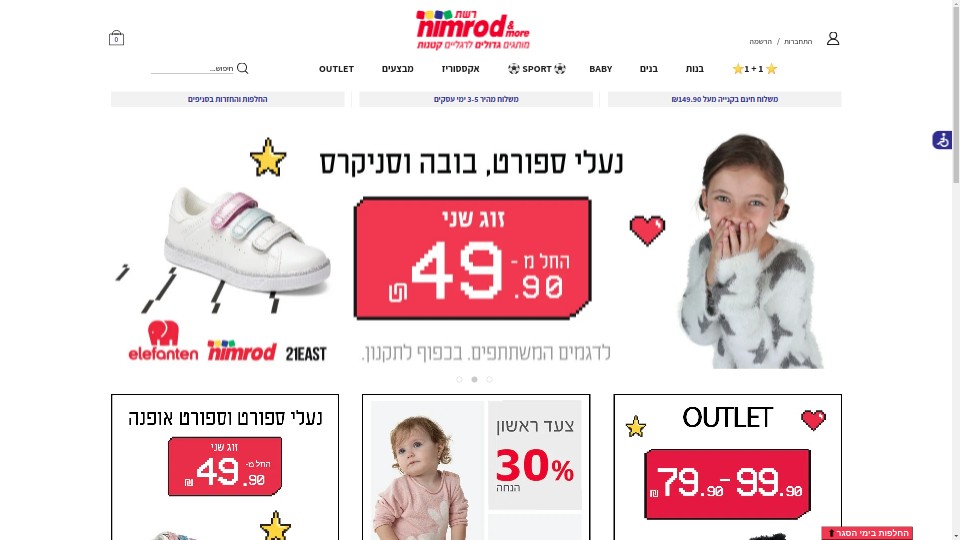 רשת
nimrod & more
מותגים גדולים לרגליים קטנות
0
התחברות / הרשמה
חיפוש...
1 + 1
בנות
בנים
BABY
SPORT
אקססוריז
מבצעים
OUTLET
משלוח חינם בקנייה מעל 149.90₪
משלוח מהיר 3-5 ימי עסקים
החלפות והחזרות בסניפים
נעלי ספורט, בובה וסניקרס
זוג שני
החל מ -
49.90 ₪
לדגמים המשתתפים. בכפוף לתקנון.
elefanten nimrod 21EAST
נעלי ספורט וספורט אופנה
זוג שני
החל מ-
49.90 ₪
צעד ראשון
30%
הנחה
OUTLET
79.90-99.90 ₪
החלפות בימי הסגר